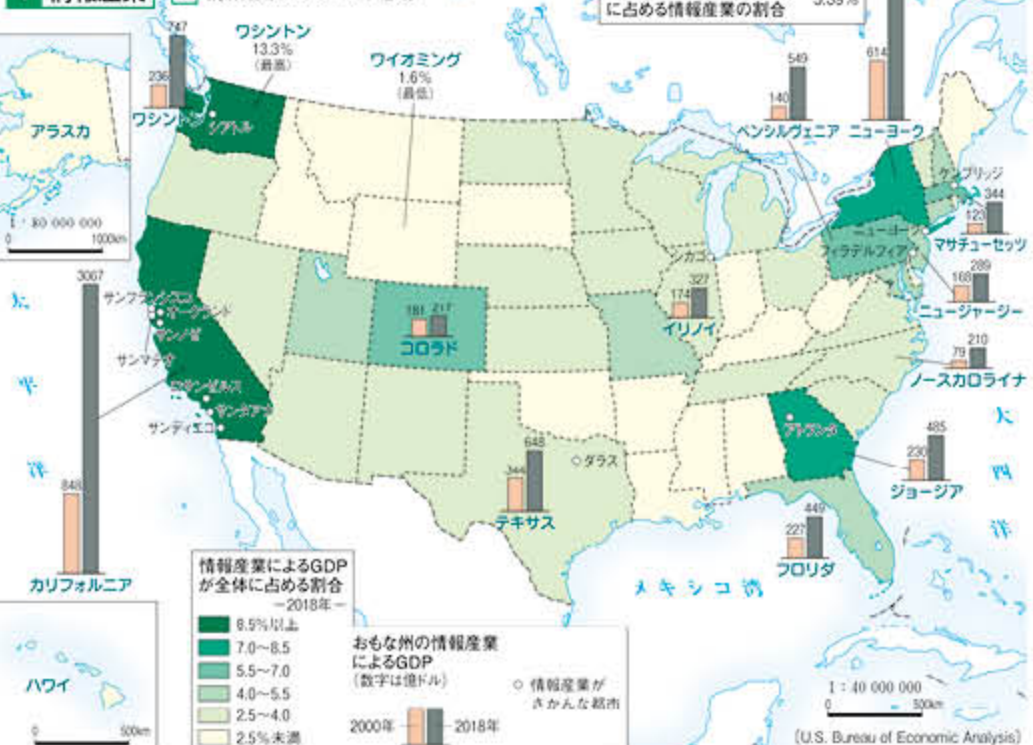 情報産業
に占める情報産業の割合
747
236
ワシントン
ワシントン
13.3%
(最高)
シアトル
ワイオミング
1.6%
(最低)
549
140
ペンシルヴェニア
614
ニューヨーク
アラスカ
1:80 000 000
0 1000km
ケンブリッジ
344
123
マサチューセッツ
ニューヨーク
フィラデルフィア
289
168
ニュージャージー
210
79
ノースカロライナ
シカゴ
327
174
イリノイ
181 217
コロラド
サンフランシスコ
オークランド
サンノゼ
サンマテオ
ロサンゼルス
サンタアナ
サンディエゴ
3067
848
カリフォルニア
太
平
洋
648
344
テキサス
ダラス
アトランタ
485
230
ジョージア
449
227
フロリダ
大
西
洋
メキシコ湾
ハワイ
0 500km
情報産業によるGDP
が全体に占める割合
-2018年-
8.5%以上
7.0~8.5
5.5~7.0
4.0~5.5
2.5~4.0
2.5%未満
おもな州の情報産業
によるGDP
(数字は億ドル)
2000年 2018年
情報産業が
さかんな都市
1:40 000 000
0 500km
(U.S. Bureau of Economic Analysis)